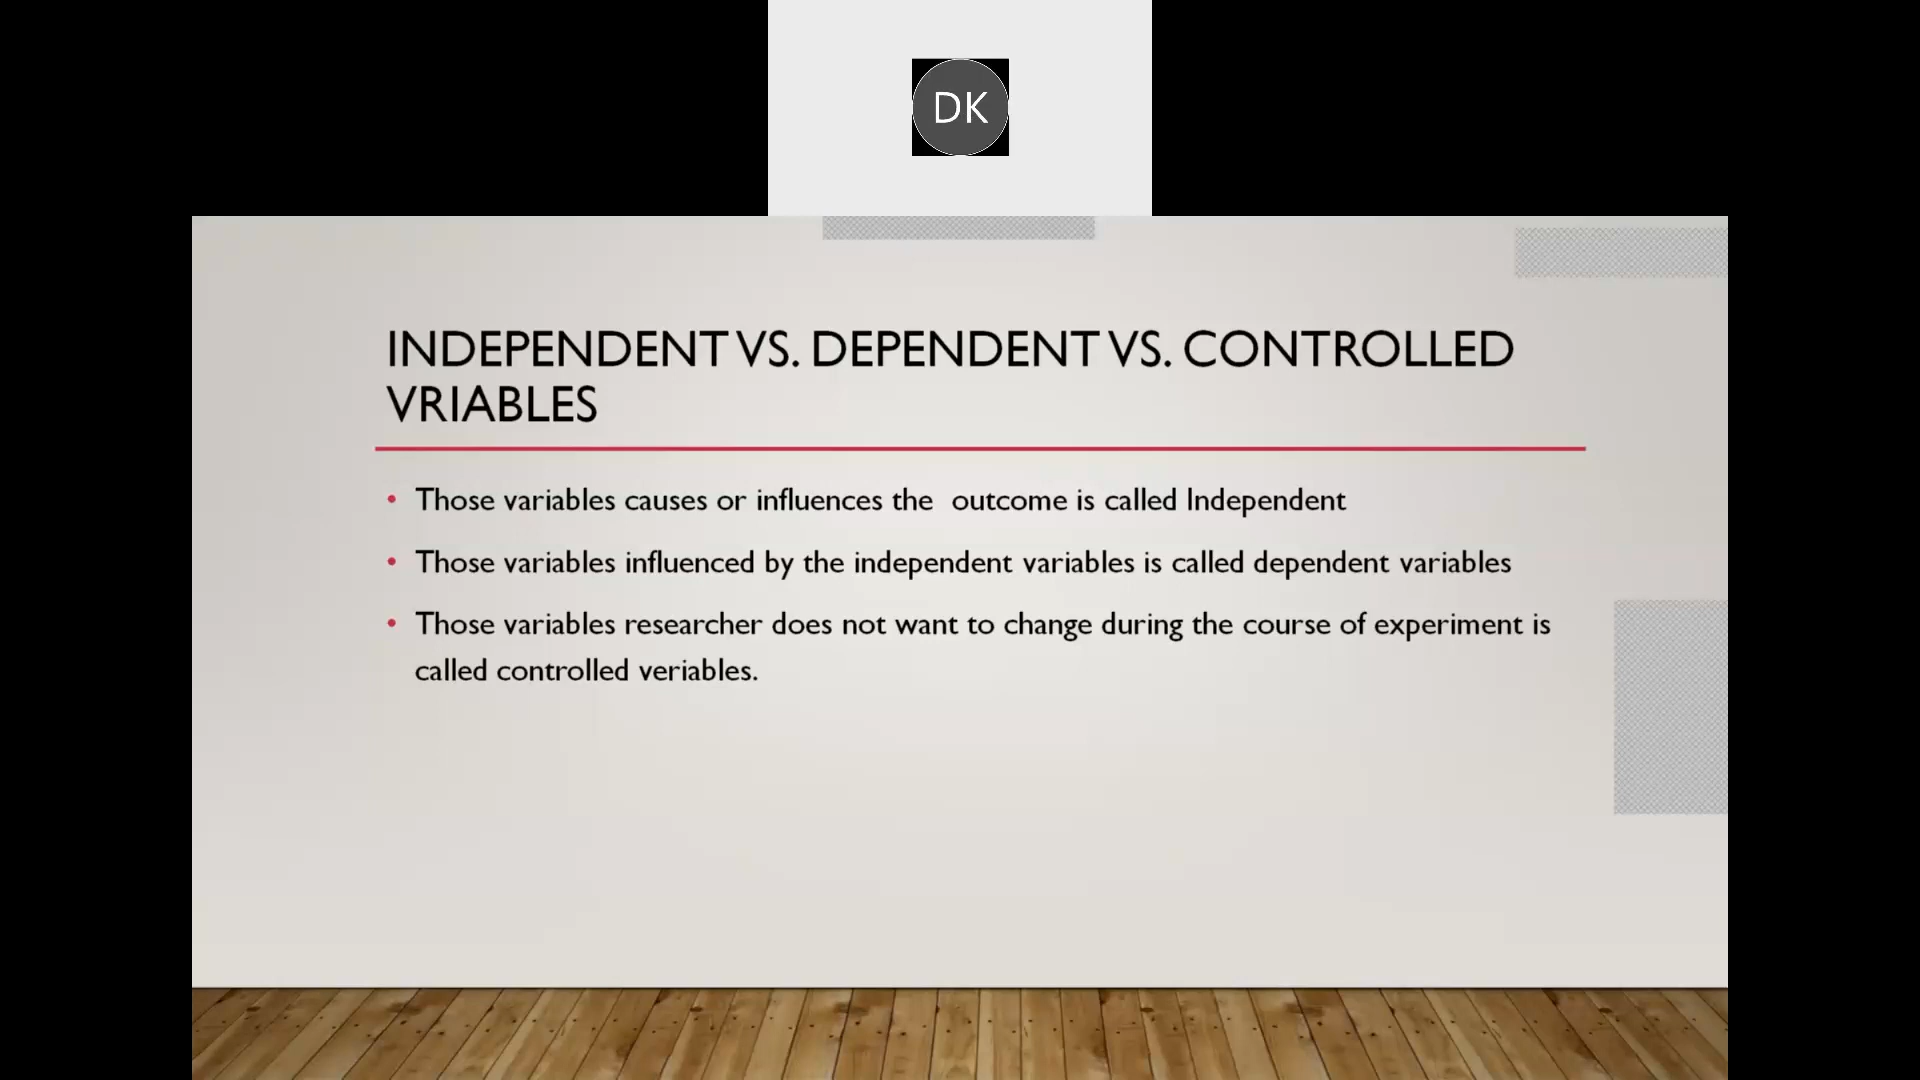 DK
INDEPENDENT VS. DEPENDENT VS. CONTROLLED
VRIABLES
• Those variables causes or influences the  outcome is called Independent
• Those variables influenced by the independent variables is called dependent variables
• Those variables researcher does not want to change during the course of experiment is
called controlled veriables.